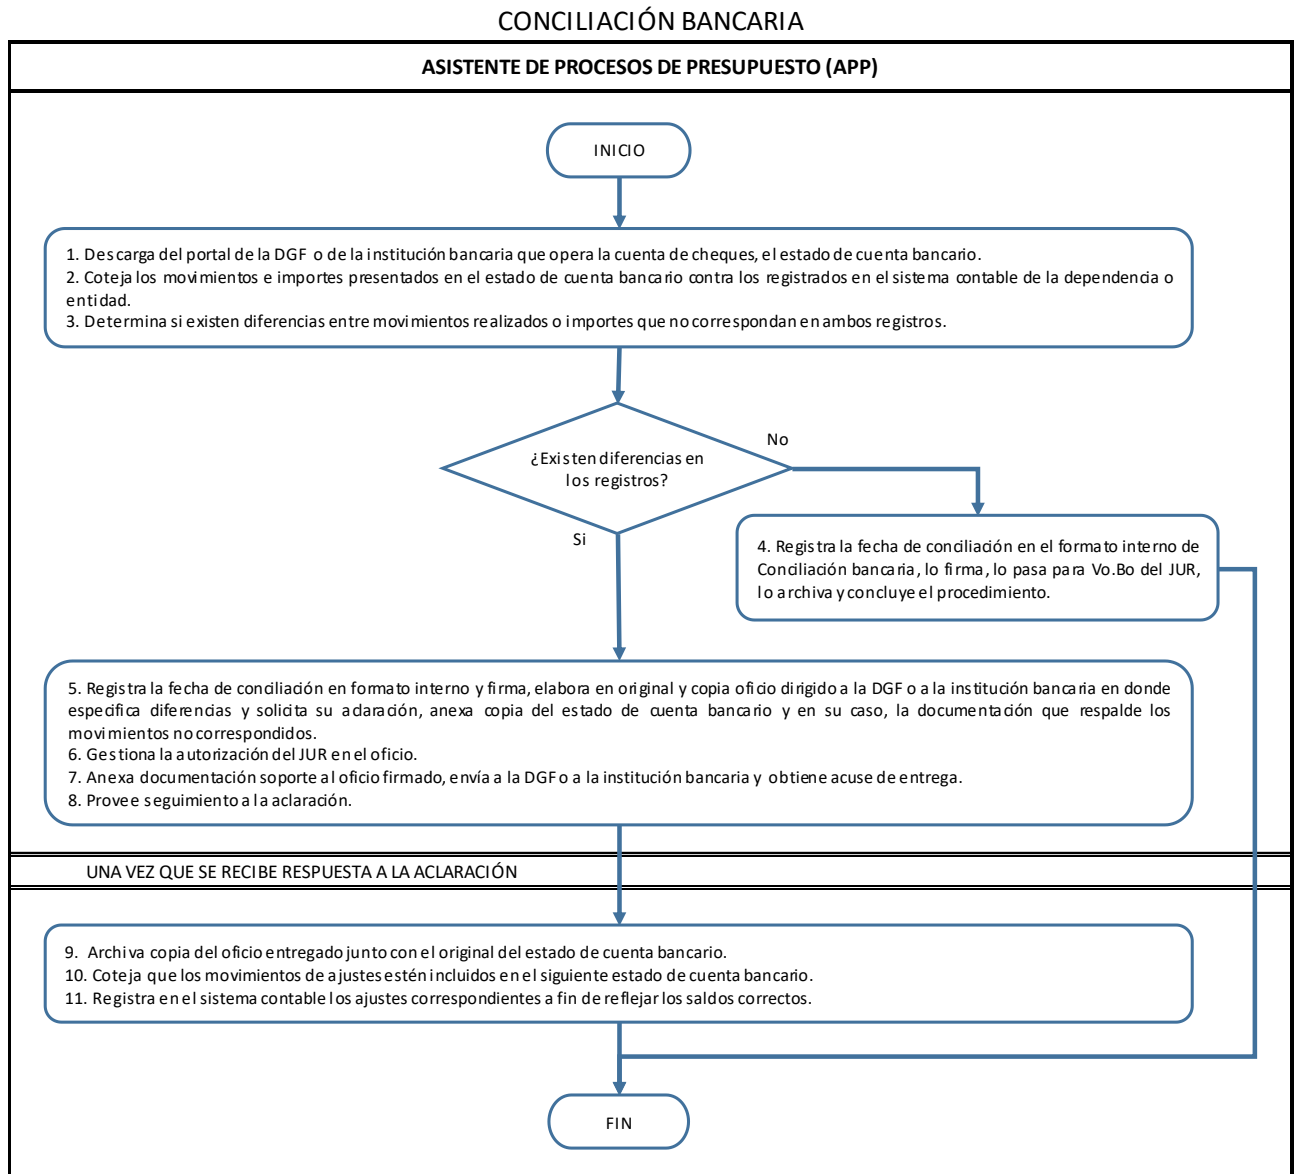 CONCILIACIÓN BANCARIA
ASISTENTE DE PROCESOS DE PRESUPUESTO (APP)
INICIO
1. Descarga del portal de la DGF o de la institución bancaria que opera la cuenta de cheques, el estado de cuenta bancario.
2. Coteja los movimientos e importes presentados en el estado de cuenta bancario contra los registrados en el sistema contable de la dependencia o
entidad.
3. Determina si existen diferencias entre movimientos realizados o importes que no correspondan en ambos registros.
¿Existen diferencias en
los registros?
No
Si
4. Registra la fecha de conciliación en el formato interno de
Conciliación bancaria, lo firma, lo pasa para Vo.Bo del JUR,
lo archiva y concluye el procedimiento.
5. Registra la fecha de conciliación en formato interno y firma, elabora en original y copia oficio dirigido a la DGF o a la institución bancaria en donde
especifica diferencias y solicita su aclaración, anexa copia del estado de cuenta bancario y en su caso, la documentación que respalde los
movimientos no correspondidos.
6. Gestiona la autorización del JUR en el oficio.
7. Anexa documentación soporte al oficio firmado, envía a la DGF o a la institución bancaria y obtiene acuse de entrega.
8. Provee seguimiento a la aclaración.
UNA VEZ QUE SE RECIBE RESPUESTA A LA ACLARACIÓN
9. Archiva copia del oficio entregado junto con el original del estado de cuenta bancario.
10. Coteja que los movimientos de ajustes estén incluidos en el siguiente estado de cuenta bancario.
11. Registra en el sistema contable los ajustes correspondientes a fin de reflejar los saldos correctos.
FIN